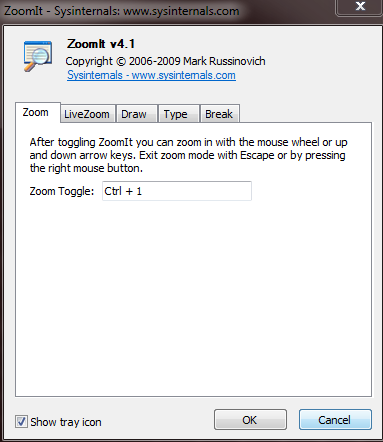 ZoomIt - Sysinternals: www.sysinternals.com
ZoomIt v4.1
Copyright © 2006-2009 Mark Russinovich
Sysinternals - www.sysinternals.com
Zoom LiveZoom Draw Type Break
After toggling ZoomIt you can zoom in with the mouse wheel or up
and down arrow keys. Exit zoom mode with Escape or by pressing
the right mouse button.
Zoom Toggle: Ctrl + 1
Show tray icon OK Cancel